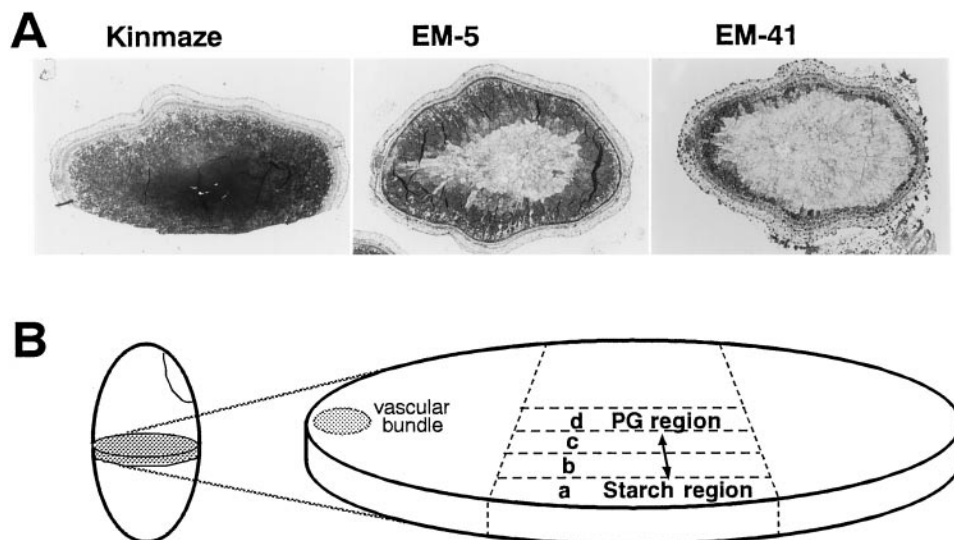 A
Kinmaze
EM-5
EM-41
B
vascular
bundle
d PG region
c
b
a Starch region